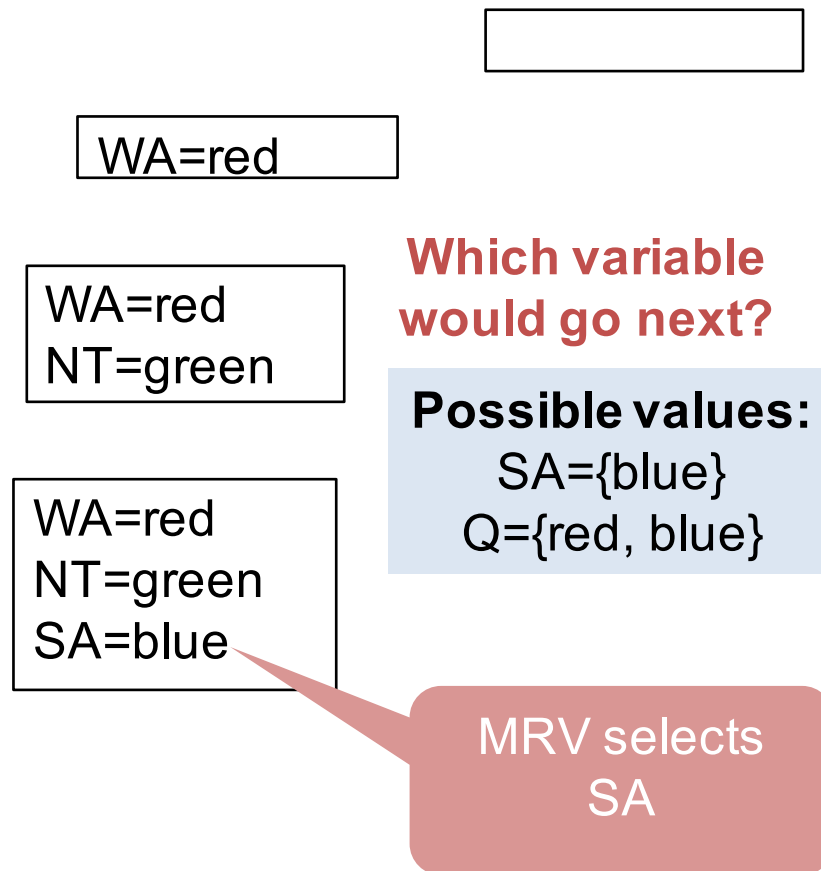 WA=red
WA=red
NT=green
Which variable
would go next?
Possible values:
SA={blue}
Q={red, blue}
WA=red
NT=green
SA=blue
MRV selects
SA